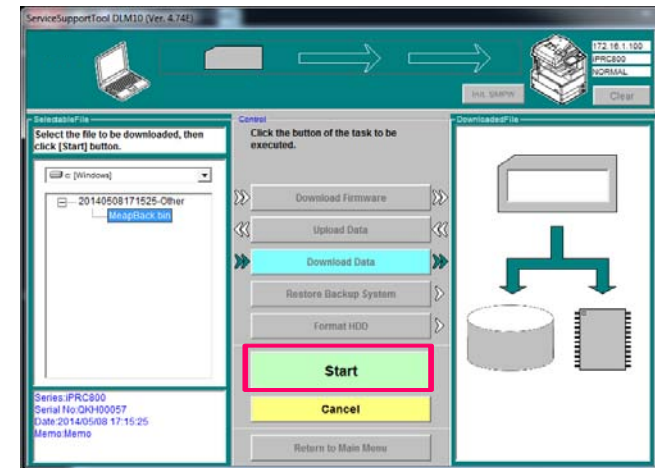 ServiceSupportTool DLM10 (Ver. 4.74E)
172.16.1.100
iPRC800
NORMAL
Clear
SelectableFile
Select the file to be downloaded, then
click [Start] button.
c: [Windows]
20140508171525-Other
MeapBack.bin
Series:iPRC800
Serial No:QKH00057
Date:2014/05/08 17:15:25
Memo:Memo
Control
Click the button of the task to be
executed.
Download Firmware
Upload Data
Download Data
Restore Backup System
Format HDD
Start
Cancel
Return to Main Menu
DownloadedFile